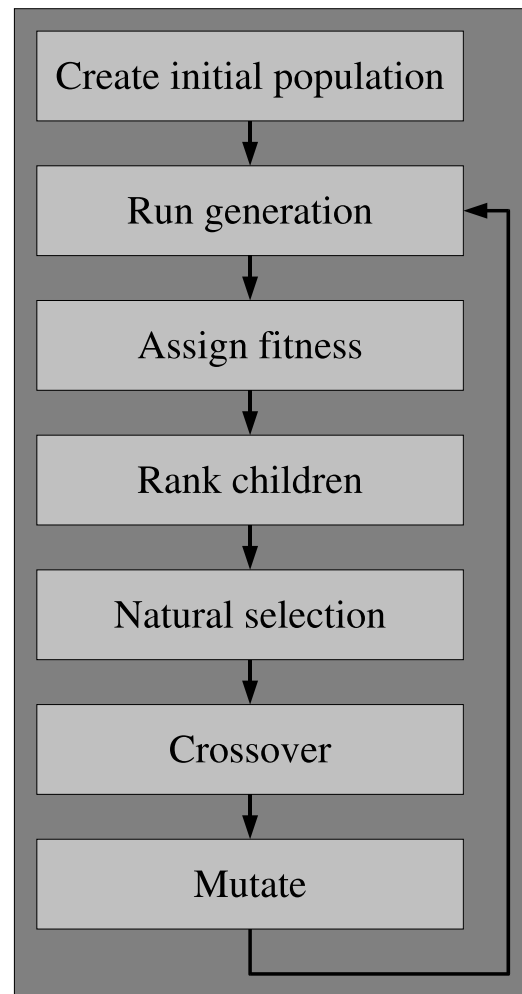 Create initial population
Run generation
Assign fitness
Rank children
Natural selection
Crossover
Mutate